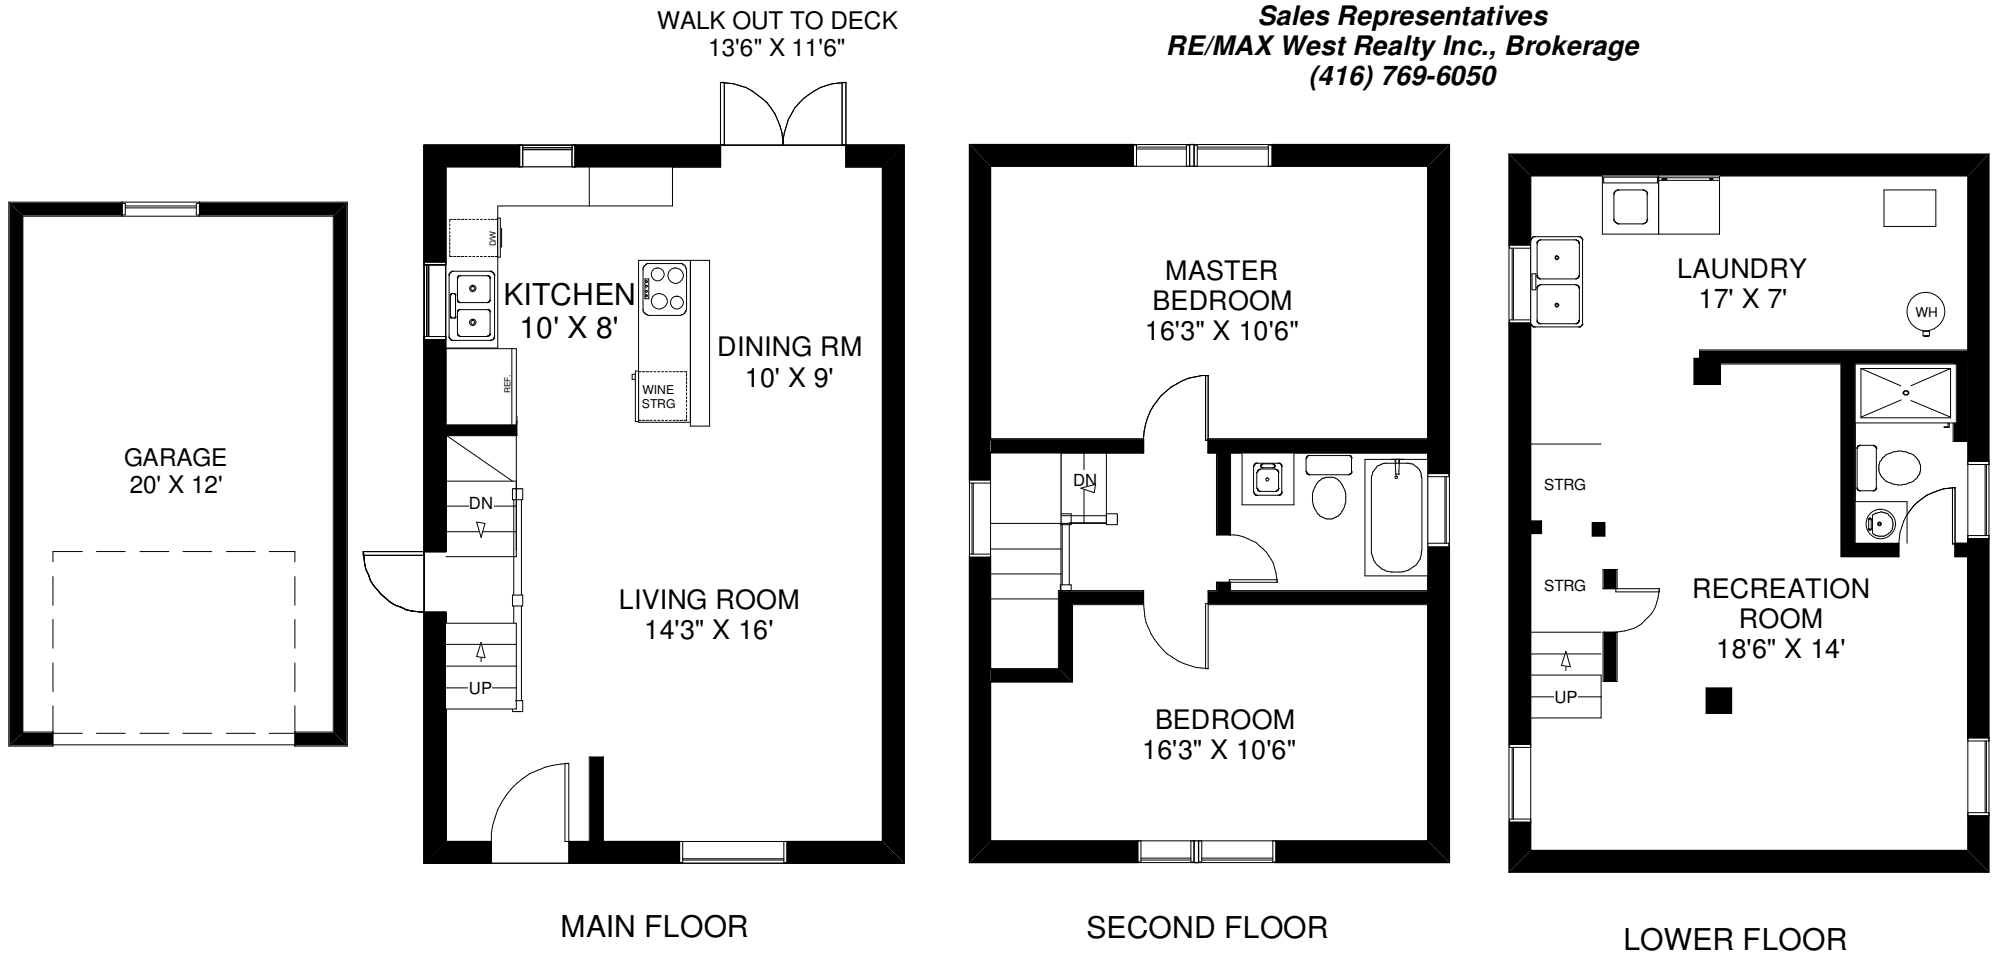 WALK OUT TO DECK
13'6" X 11'6"
Sales Representatives
RE/MAX West Realty Inc., Brokerage
(416) 769-6050
GARAGE
20' X 12'
DW
KITCHEN
10' X 8'
REF.
WINE
STRG
DINING RM
10' X 9'
DN
LIVING ROOM
14'3" X 16'
UP
MAIN FLOOR
MASTER
BEDROOM
16'3" X 10'6"
DN
BEDROOM
16'3" X 10'6"
SECOND FLOOR
LAUNDRY
17' X 7'
WH
STRG
STRG
RECREATION
ROOM
18'6" X 14'
UP
LOWER FLOOR